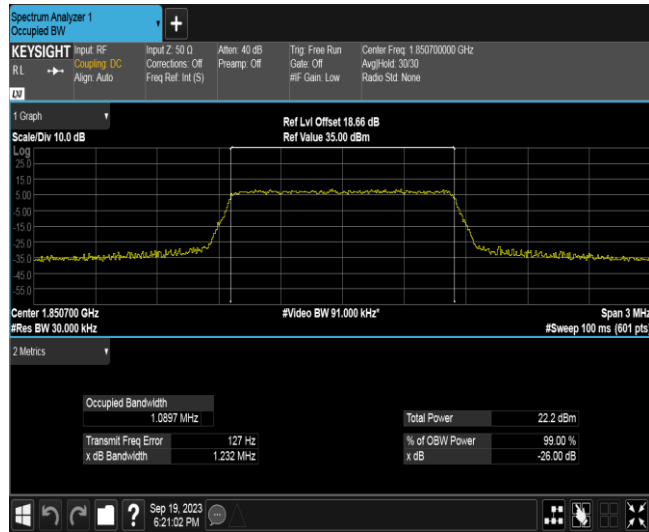 Spectrum Analyzer 1
Occupied BW
+
KEYSIGHT
RL
LXI
Input: RF
Coupling: DC
Align: Auto
Input Z: 50 Ω
Corrections: Off
Freq Ref: Int (S)
Atten: 40 dB
Preamp: Off
Trig: Free Run
Gate: Off
#IF Gain: Low
Center Freq: 1.850700000 GHz
Avg|Hold: 30/30
Radio Std: None
1 Graph
Scale/Div 10.0 dB
Ref Lvl Offset 18.66 dB
Ref Value 35.00 dBm
Log
25.0
15.0
5.00
-5.00
-15.0
-25.0
-35.0
-45.0
-55.0
Center 1.850700 GHz
#Res BW 30.000 kHz
#Video BW 91.000 kHz*
Span 3 MHz
#Sweep 100 ms (601 pts)
2 Metrics
Occupied Bandwidth
1.0897 MHz
Transmit Freq Error 127 Hz
x dB Bandwidth 1.232 MHz
Total Power 22.2 dBm
% of OBW Power 99.00 %
x dB -26.00 dB
?
Sep 19, 2023
6:21:02 PM